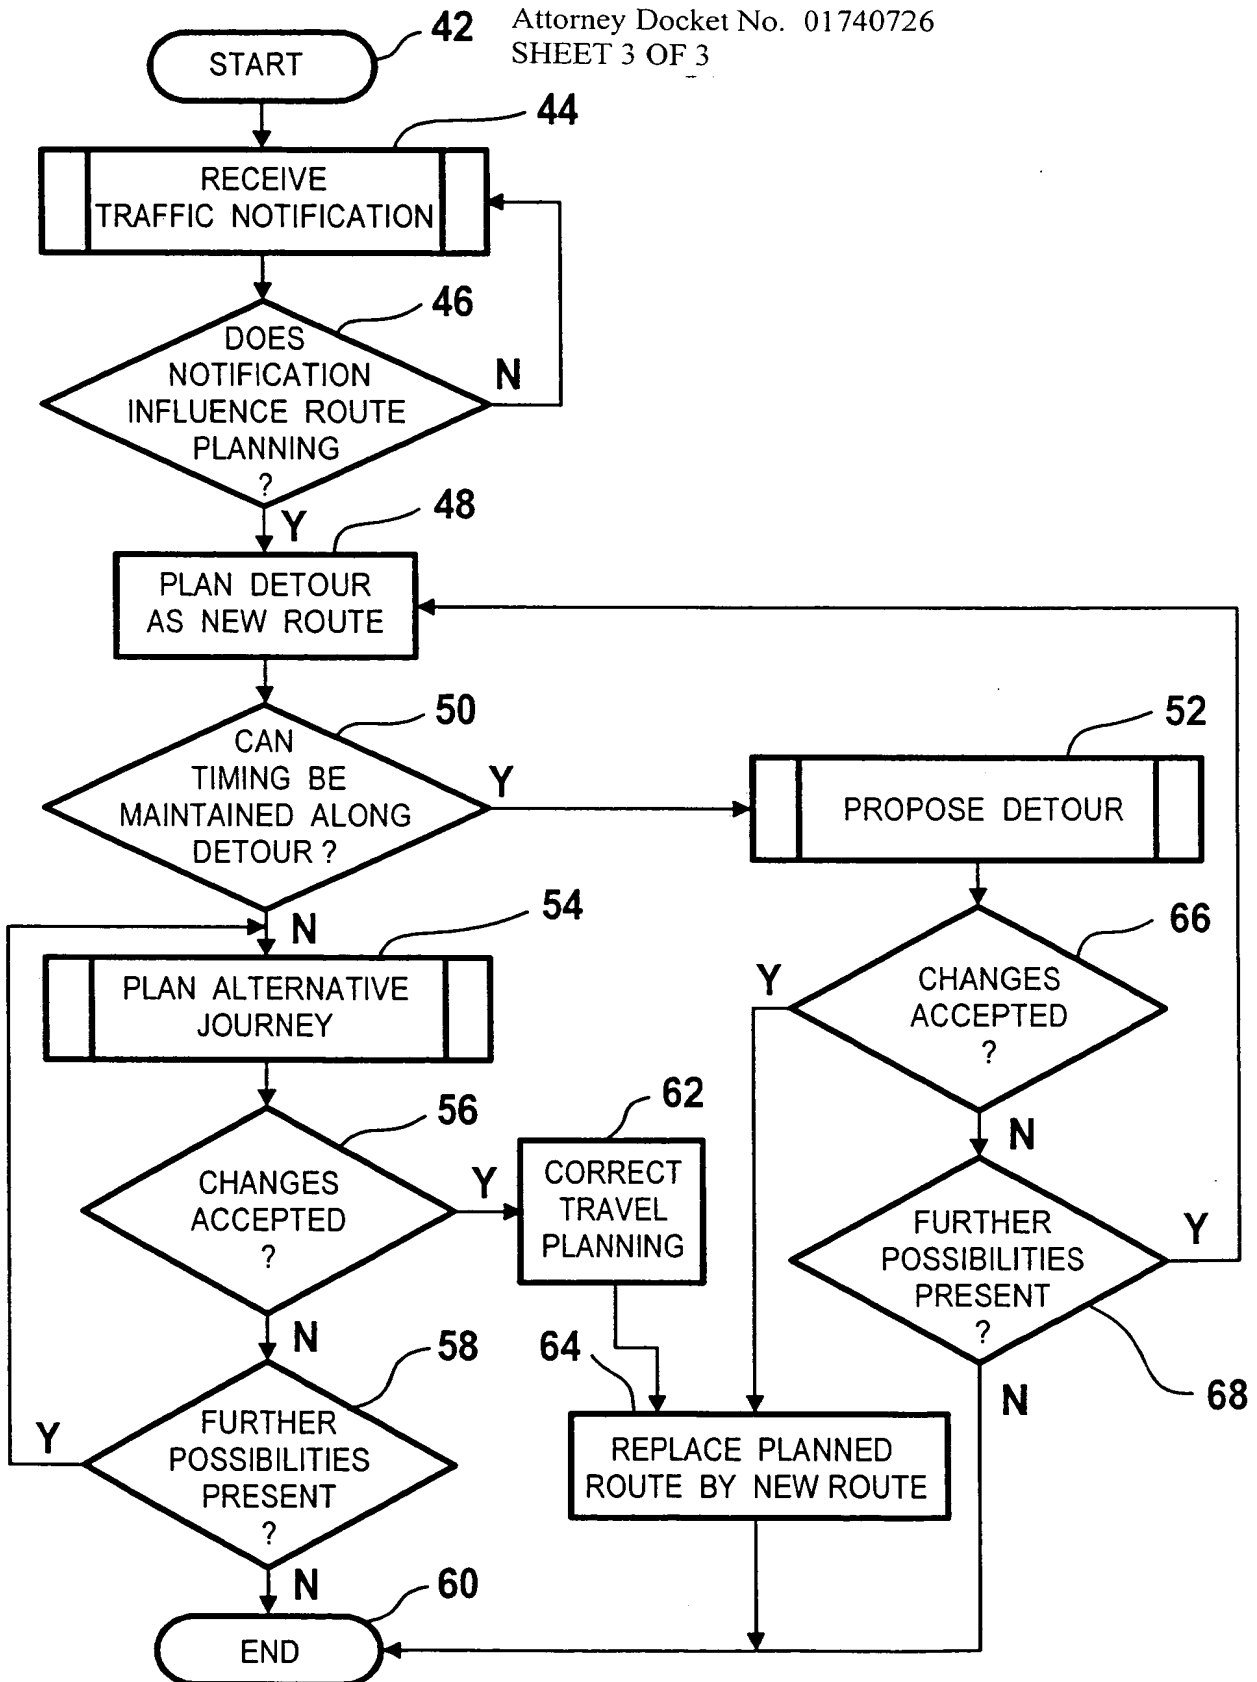 Attorney Docket No. 01740726
SHEET 3 OF 3
42
START
44
RECEIVE
TRAFFIC NOTIFICATION
46
DOES
NOTIFICATION
INFLUENCE ROUTE
PLANNING
?
N
Y
48
PLAN DETOUR
AS NEW ROUTE
50
CAN
TIMING BE
MAINTAINED ALONG
DETOUR ?
Y
N
52
PROPOSE DETOUR
54
PLAN ALTERNATIVE
JOURNEY
66
CHANGES
ACCEPTED
?
Y
N
56
CHANGES
ACCEPTED
?
Y
N
62
CORRECT
TRAVEL
PLANNING
FURTHER
POSSIBILITIES
PRESENT
?
Y
68
N
58
FURTHER
POSSIBILITIES
PRESENT
?
Y
N
64
REPLACE PLANNED
ROUTE BY NEW ROUTE
60
END